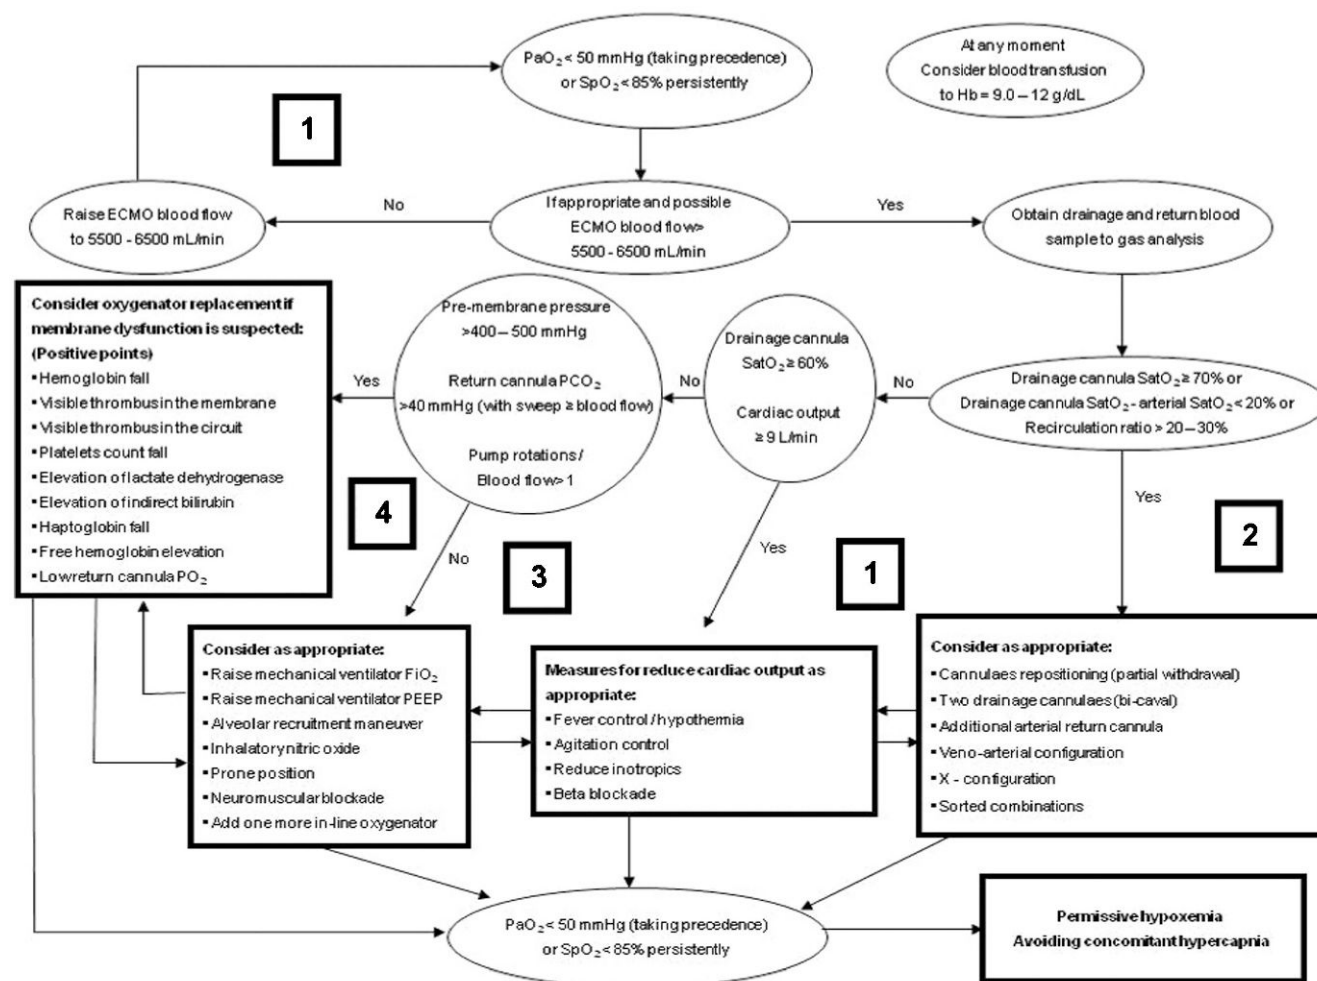 PaO₂ < 50 mmHg (taking precedence)
or SpO₂ < 85% persistently
At any moment
Consider blood transfusion
to Hb = 9.0 – 12 g/dL
1
Raise ECMO blood flow
to 5500 - 6500 mL/min
No
If appropriate and possible
ECMO blood flow>
5500 - 6500 mL/min
Yes
Obtain drainage and return blood
sample to gas analysis
Consider oxygenator replacement if
membrane dysfunction is suspected:
(Positive points)
▪ Hemoglobin fall
▪ Visible thrombus in the membrane
▪ Visible thrombus in the circuit
▪ Platelets count fall
▪ Elevation of lactate dehydrogenase
▪ Elevation of indirect bilirubin
▪ Haptoglobin fall
▪ Free hemoglobin elevation
▪ Low return cannula PO₂
Yes
Pre-membrane pressure
>400 – 500 mmHg
Return cannula PCO₂
>40 mmHg (with sweep ≥ blood flow)
Pump rotations /
Blood flow> 1
No
Drainage cannula
SatO₂ ≥ 60%
Cardiac output
≥ 9 L/min
No
Drainage cannula SatO₂ ≥ 70% or
Drainage cannula SatO₂ - arterial SatO₂ < 20% or
Recirculation ratio > 20 – 30%
4
No
3
Yes
1
Yes
2
Consider as appropriate:
▪ Raise mechanical ventilator FiO₂
▪ Raise mechanical ventilator PEEP
▪ Alveolar recruitment maneuver
▪ Inhalatory nitric oxide
▪ Prone position
▪ Neuromuscular blockade
▪ Add one more in-line oxygenator
Measures for reduce cardiac output as
appropriate:
▪ Fever control / hypothemia
▪ Agitation control
▪ Reduce inotropics
▪ Beta blockade
Consider as appropriate:
▪ Cannulaes repositioning (partial withdrawal)
▪ Two drainage cannulaes (bi-caval)
▪ Additional arterial return cannula
▪ Veno-arterial configuration
▪ X - configuration
▪ Sorted combinations
PaO₂ < 50 mmHg (taking precedence)
or SpO₂ < 85% persistently
Permissive hypoxemia
Avoiding concomitant hypercapnia